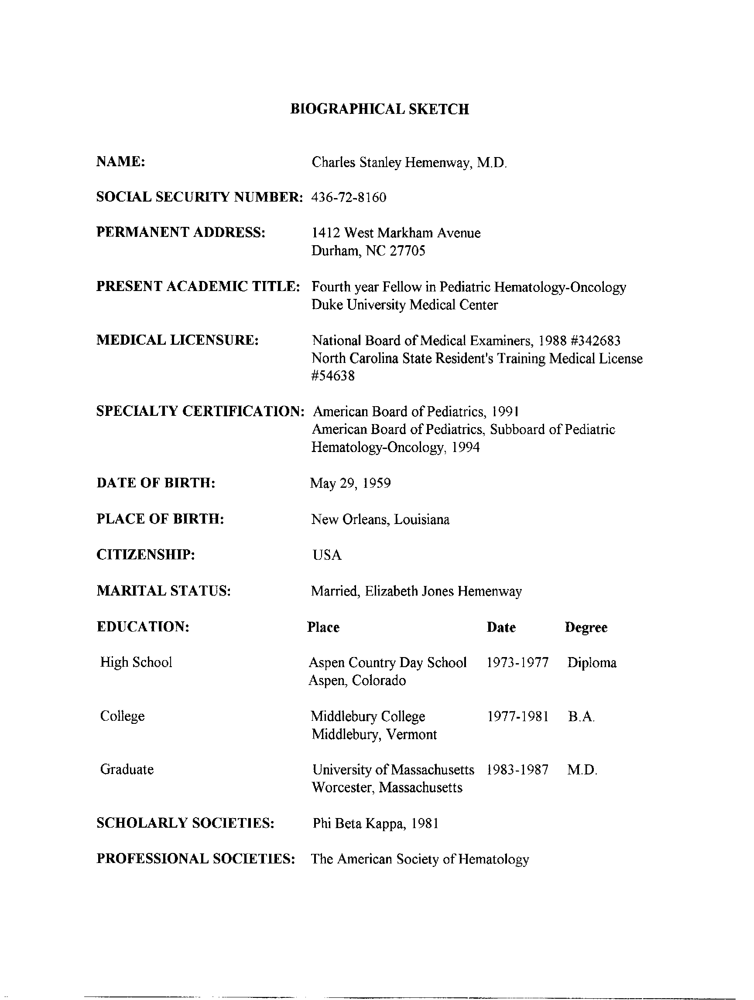 BIOGRAPHICAL SKETCH
NAME: Charles Stanley Hemenway, M.D.
SOCIAL SECURITY NUMBER: 436-72-8160
PERMANENT ADDRESS: 1412 West Markham Avenue
Durham, NC 27705
PRESENT ACADEMIC TITLE: Fourth year Fellow in Pediatric Hematology-Oncology
Duke University Medical Center
MEDICAL LICENSURE: National Board of Medical Examiners, 1988 #342683
North Carolina State Resident's Training Medical License
#54638
SPECIALTY CERTIFICATION: American Board of Pediatrics, 1991
American Board of Pediatrics, Subboard of Pediatric
Hematology-Oncology, 1994
DATE OF BIRTH: May 29, 1959
PLACE OF BIRTH: New Orleans, Louisiana
CITIZENSHIP: USA
MARITAL STATUS: Married, Elizabeth Jones Hemenway
EDUCATION: Place Date Degree
High School Aspen Country Day School 1973-1977 Diploma
Aspen, Colorado
College Middlebury College 1977-1981 B.A.
Middlebury, Vermont
Graduate University of Massachusetts 1983-1987 M.D.
Worcester, Massachusetts
SCHOLARLY SOCIETIES: Phi Beta Kappa, 1981
PROFESSIONAL SOCIETIES: The American Society of Hematology